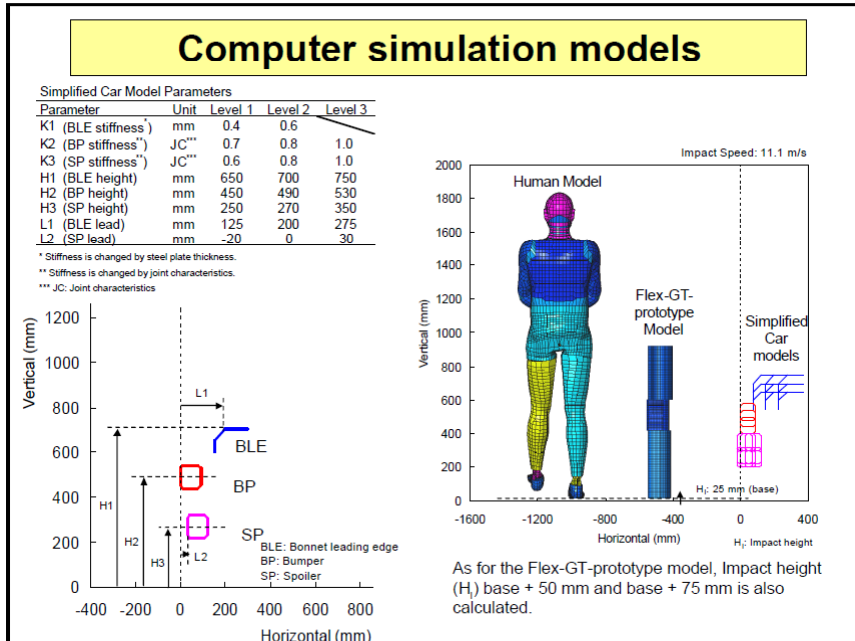 Computer simulation models
Simplified Car Model Parameters
Parameter Unit Level 1 Level 2 Level 3
K1 (BLE stiffness*) mm 0.4 0.6
K2 (BP stiffness**) JC*** 0.7 0.8 1.0
K3 (SP stiffness**) JC*** 0.6 0.8 1.0
H1 (BLE height) mm 650 700 750
H2 (BP height) mm 450 490 530
H3 (SP height) mm 250 270 350
L1 (BLE lead) mm 125 200 275
L2 (SP lead) mm -20 0 30
* Stiffness is changed by steel plate thickness.
** Stiffness is changed by joint characteristics.
*** JC: Joint characteristics
Vertical (mm)
1200
1000
800
600
400
200
0
-400 -200 0 200 400 600 800
Horizontal (mm)
L1
BLE
BP
SP
H1
H2
H3
L2
BLE: Bonnet leading edge
BP: Bumper
SP: Spoiler
Impact Speed: 11.1 m/s
Vertical (mm)
2000
1800
1600
1400
1200
1000
800
600
400
200
0
Human Model
Flex-GT-
prototype
Model
Simplified
Car
models
HI: 25 mm (base)
-1600 -1200 -800 -400 0 400
Horizontal (mm)
HI: Impact height
As for the Flex-GT-prototype model, Impact height
(HI) base + 50 mm and base + 75 mm is also
calculated.